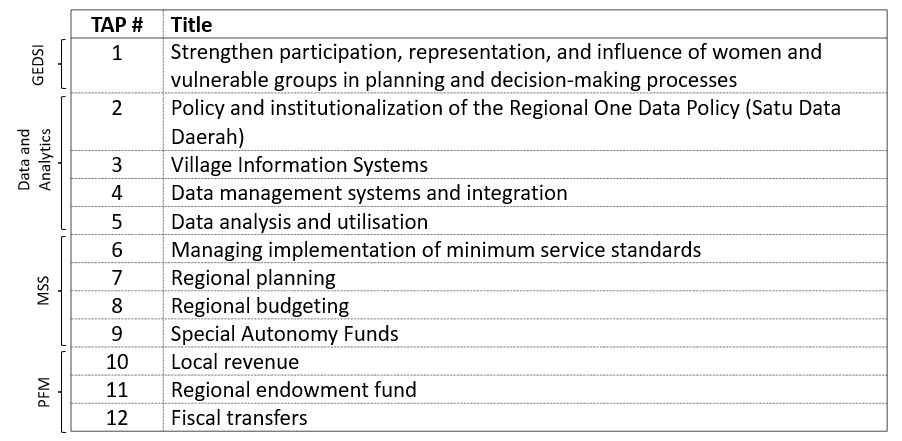 TAP # Title
GEDSI
1 Strengthen participation, representation, and influence of women and
vulnerable groups in planning and decision-making processes
Data and
Analytics
2 Policy and institutionalization of the Regional One Data Policy (Satu Data
Daerah)
3 Village Information Systems
4 Data management systems and integration
5 Data analysis and utilisation
MSS
6 Managing implementation of minimum service standards
7 Regional planning
8 Regional budgeting
9 Special Autonomy Funds
PFM
10 Local revenue
11 Regional endowment fund
12 Fiscal transfers